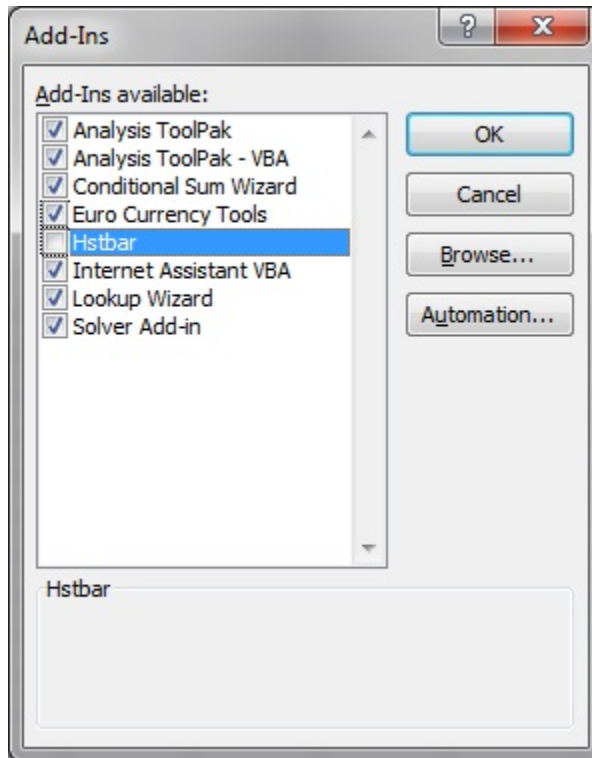 Add-Ins
Add-Ins available:
Analysis ToolPak
Analysis ToolPak - VBA
Conditional Sum Wizard
Euro Currency Tools
Hstbar
Internet Assistant VBA
Lookup Wizard
Solver Add-in
OK
Cancel
Browse...
Automation...
Hstbar